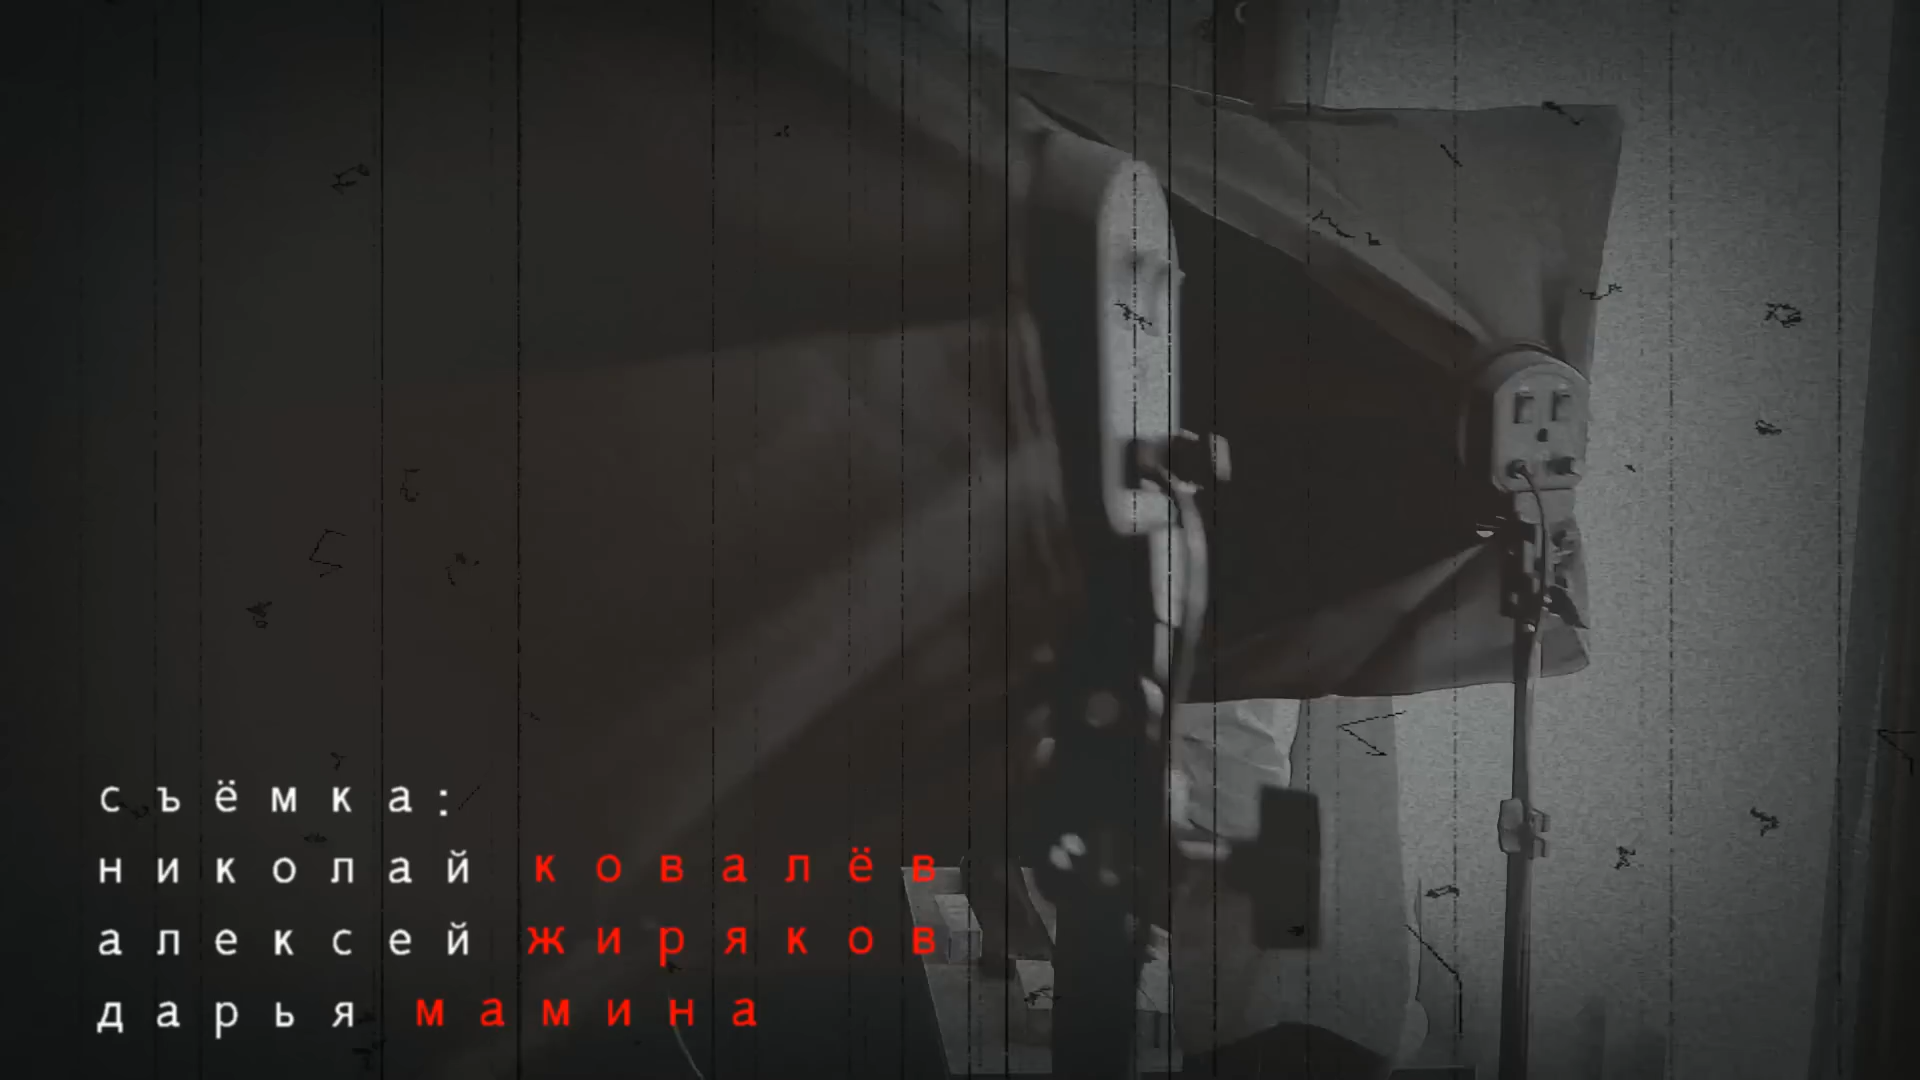 съёмка:
николай ковалёв
алексей жиряков
дарья мамина